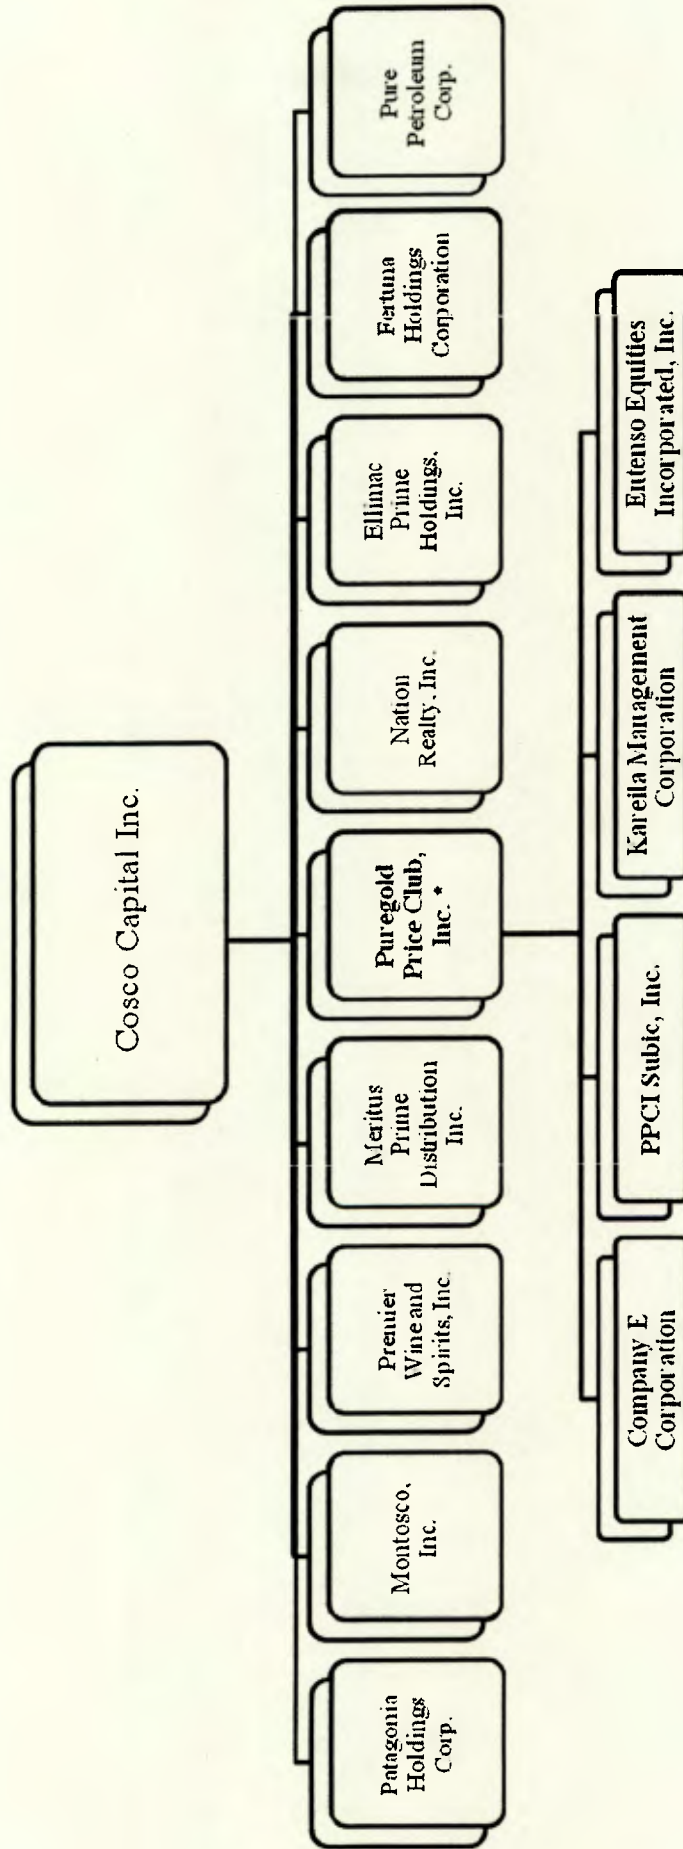 Cosco Capital Inc.
Patagonia
Holdings
Corp.
Montosco,
Inc.
Premier
Wine and
Spirits, Inc.
Meritus
Prime
Distribution
Inc.
Puregold
Price Club,
Inc. *
Nation
Realty, Inc.
Ellimac
Prime
Holdings,
Inc.
Fertuna
Holdings
Corporation
Pure
Petroleum
Corp.
Company E
Corporation
PPCI Subic, Inc.
Kareila Management
Corporation
Entenso Equities
Incorporated, Inc.